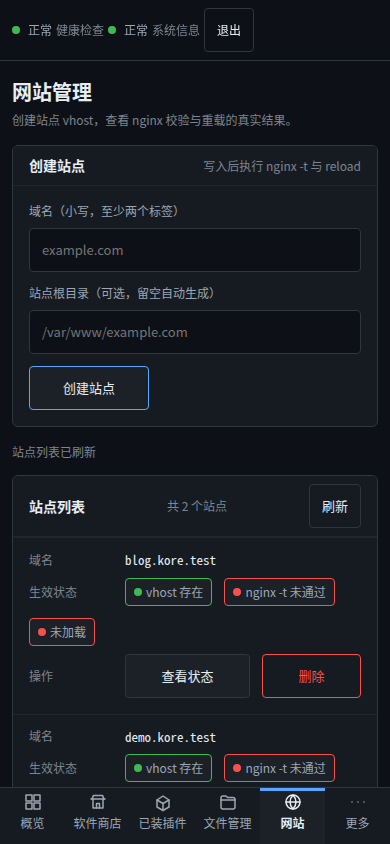 正常 健康检查 正常 系统信息 退出
网站管理
创建站点 vhost，查看 nginx 校验与重载的真实结果。
创建站点 写入后执行 nginx -t 与 reload
域名（小写，至少两个标签）
example.com
站点根目录（可选，留空自动生成）
/var/www/example.com
创建站点
站点列表已刷新
站点列表 共 2 个站点 刷新
域名 blog.kore.test
生效状态 vhost 存在 nginx -t 未通过
未加载
操作 查看状态 删除
域名 demo.kore.test
生效状态 vhost 存在 nginx -t 未通过
概览 软件商店 已装插件 文件管理 网站 更多